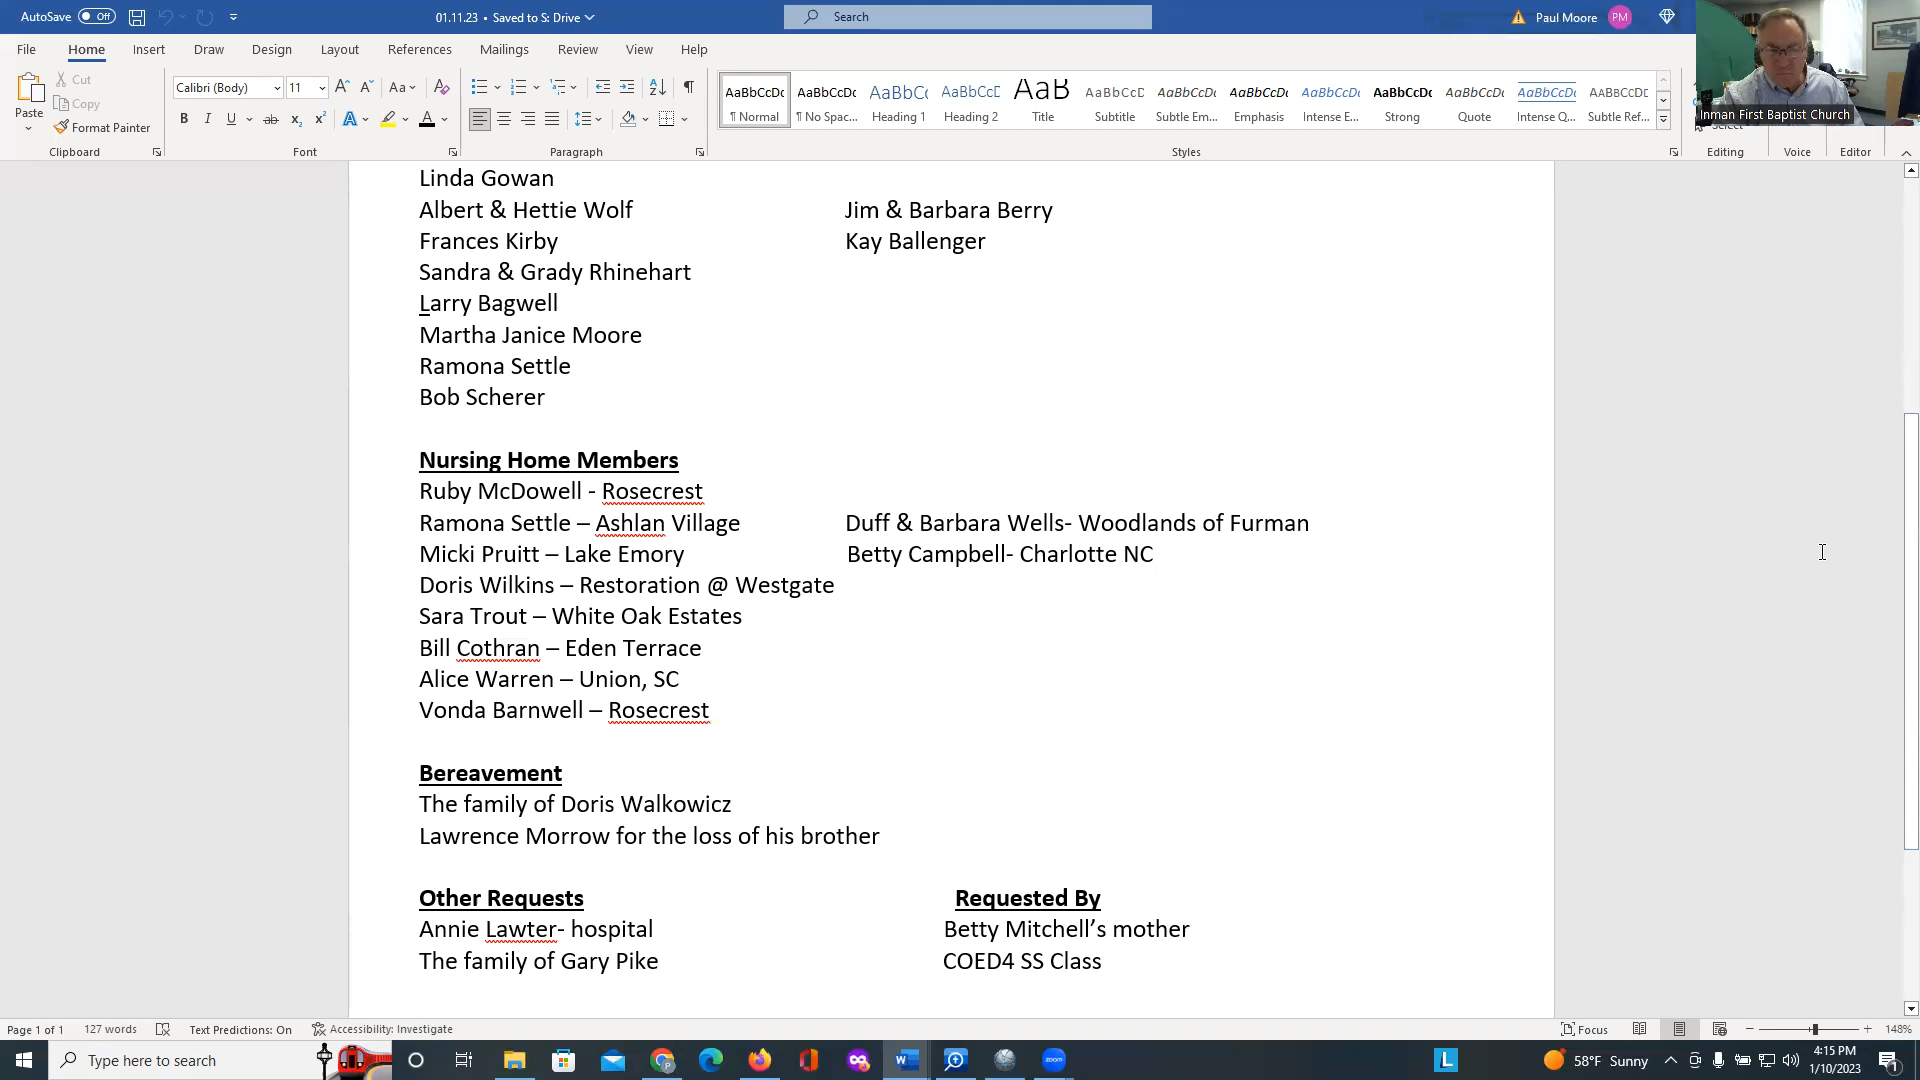 AutoSave Off 01.11.23 • Saved to S: Drive Search Paul Moore PM
File Home Insert Draw Design Layout References Mailings Review View Help
Inman First Baptist Church
Paste Cut
Copy
Format Painter
Calibri (Body) 11
AaBbCcDc AaBbCcDc AaBbCc AaBbCcD AaB AaBbCcD AaBbCcDc AaBbCcDc AaBbCcDc AaBbCcDc AaBbCcDc AaBbCcDc AABBCCDE
¶ Normal ¶ No Spac... Heading 1 Heading 2 Title Subtitle Subtle Em... Emphasis Intense E... Strong Quote Intense Q... Subtle Ref...
Select
Clipboard Font Paragraph Styles Editing Voice Editor
Linda Gowan
Albert & Hettie Wolf Jim & Barbara Berry
Frances Kirby Kay Ballenger
Sandra & Grady Rhinehart
Larry Bagwell
Martha Janice Moore
Ramona Settle
Bob Scherer
Nursing Home Members
Ruby McDowell - Rosecrest
Ramona Settle – Ashlan Village Duff & Barbara Wells- Woodlands of Furman
Micki Pruitt – Lake Emory Betty Campbell- Charlotte NC
Doris Wilkins – Restoration @ Westgate
Sara Trout – White Oak Estates
Bill Cothran – Eden Terrace
Alice Warren – Union, SC
Vonda Barnwell – Rosecrest
Bereavement
The family of Doris Walkowicz
Lawrence Morrow for the loss of his brother
Other Requests Requested By
Annie Lawter- hospital Betty Mitchell’s mother
The family of Gary Pike COED4 SS Class
Page 1 of 1 127 words Text Predictions: On Accessibility: Investigate Focus 148%
Type here to search 58°F Sunny 4:15 PM
1/10/2023